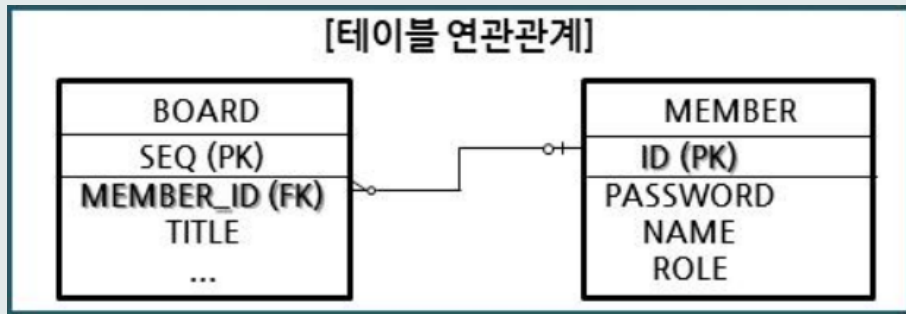 [테이블 연관관계]
BOARD
SEQ (PK)
MEMBER_ID (FK)
TITLE
...
MEMBER
ID (PK)
PASSWORD
NAME
ROLE